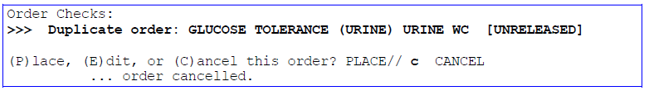 Order Checks:
>>>  Duplicate order: GLUCOSE TOLERANCE (URINE) URINE WC  [UNRELEASED]
(P)lace, (E)dit, or (C)ancel this order? PLACE// c  CANCEL
... order cancelled.